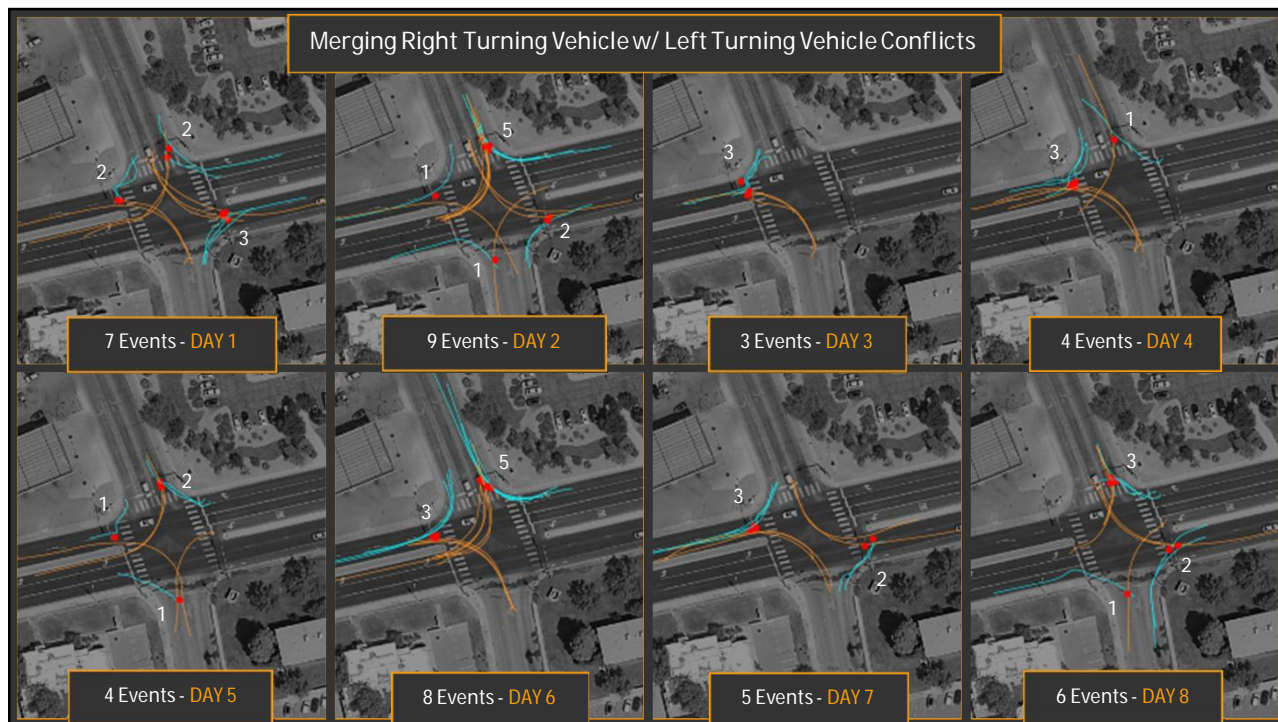 Merging Right Turning Vehicle w/ Left Turning Vehicle Conflicts
2
2
3
7 Events - DAY 1
5
1
2
1
9 Events - DAY 2
3
3 Events - DAY 3
1
3
4 Events - DAY 4
2
1
1
4 Events - DAY 5
5
3
8 Events - DAY 6
3
2
5 Events - DAY 7
3
2
1
6 Events - DAY 8